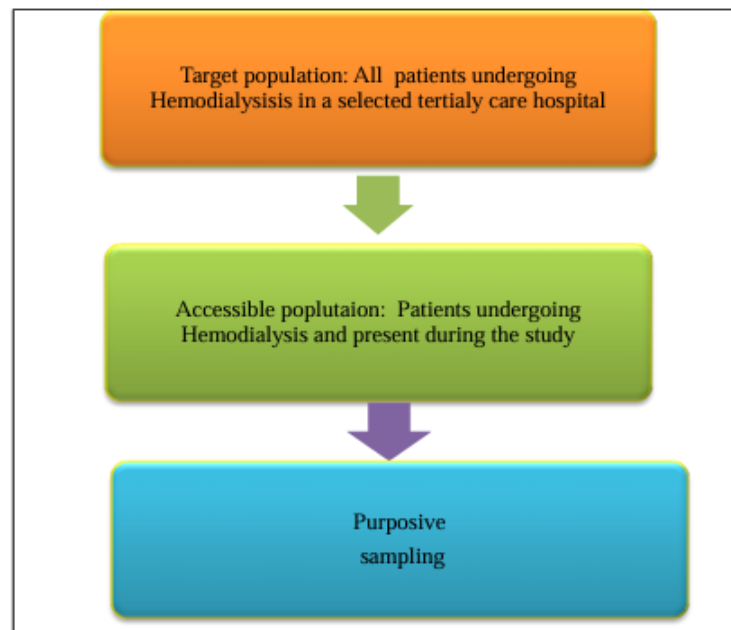 Target population: All patients undergoing
Hemodialysisis in a selected tertialy care hospital
Accessible poplutaion: Patients undergoing
Hemodialysis and present during the study
Purposive
sampling